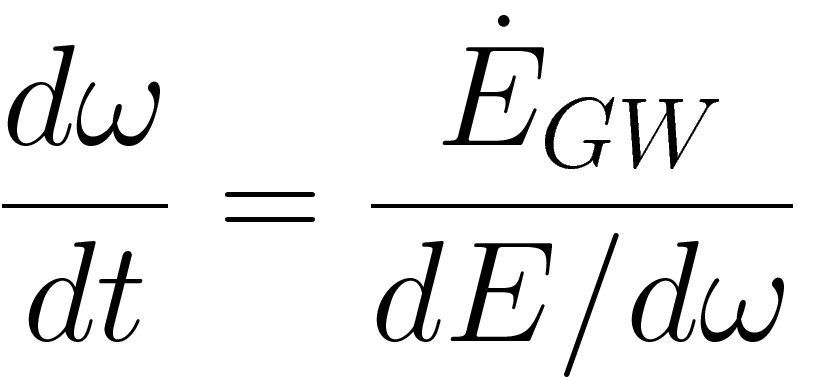 dω/dt = Ė_GW / (dE/dω)